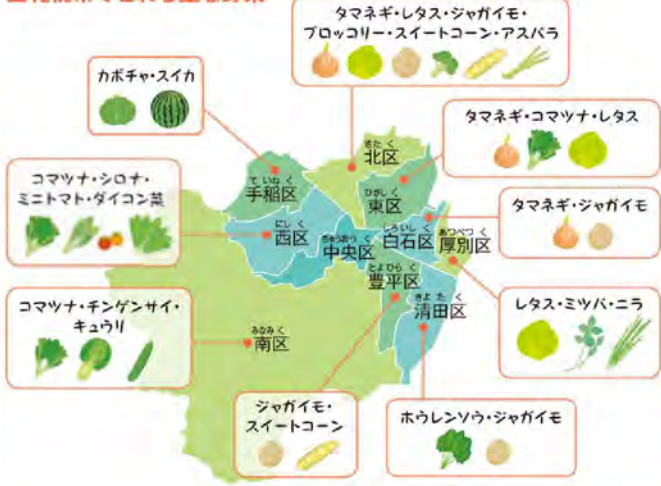 タマネギ・レタス・ジャガイモ・
ブロッコリー・スイートコーン・アスパラ
カボチャ・スイカ
タマネギ・コマツナ・レタス
きたく
北区
ていねく
手稲区
ひがしく
東区
コマツナ・シロナ・
ミニトマト・ダイコン菜
タマネギ・ジャガイモ
にしく
西区
ちゅうおうく
中央区
しろいしく
白石区
あつべつく
厚別区
とよひらく
豊平区
きよたく
清田区
コマツナ・チンゲンサイ・
キュウリ
レタス・ミツバ・ニラ
みなみく
南区
ジャガイモ・
スイートコーン
ホウレンソウ・ジャガイモ